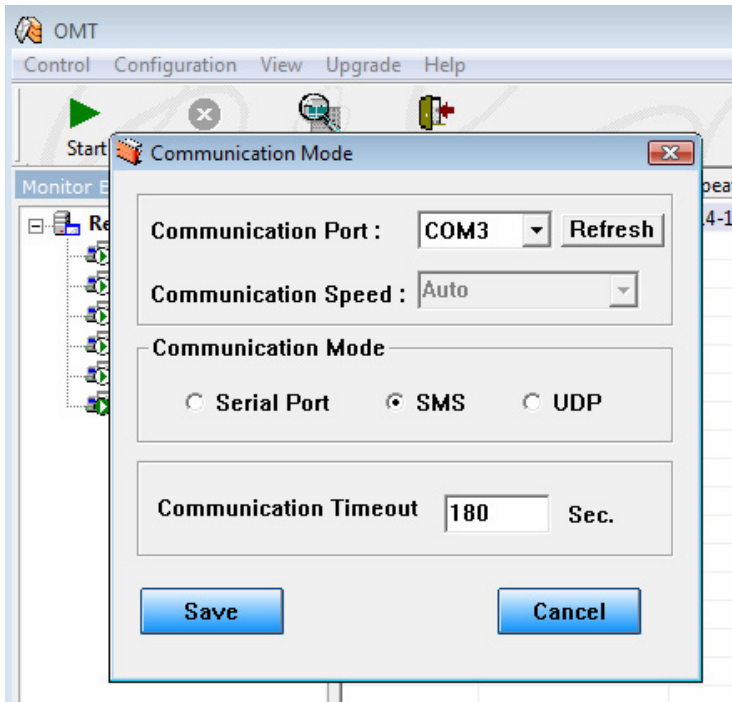 OMT
Control Configuration View Upgrade Help
Start
Communication Mode
Monitor
Communication Port : COM3 Refresh
Communication Speed : Auto
Communication Mode
Serial Port SMS UDP
Communication Timeout 180 Sec.
Save Cancel